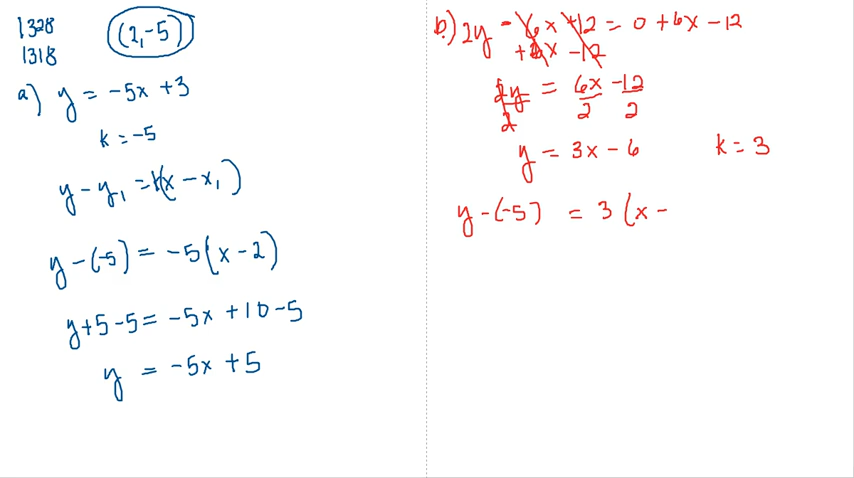 1328
1318
(2,-5)
a) y = -5x +3
k = -5
y - y₁ = k(x - x₁)
y -(-5) = -5(x - 2)
y+5-5 = -5x +10 -5
y = -5x +5
b.) 2y - 6x +12 = 0 + 6x - 12
+6x -12
2y/2 = 6x/2 -12/2
y = 3x - 6
k = 3
y -(-5) = 3 (x -